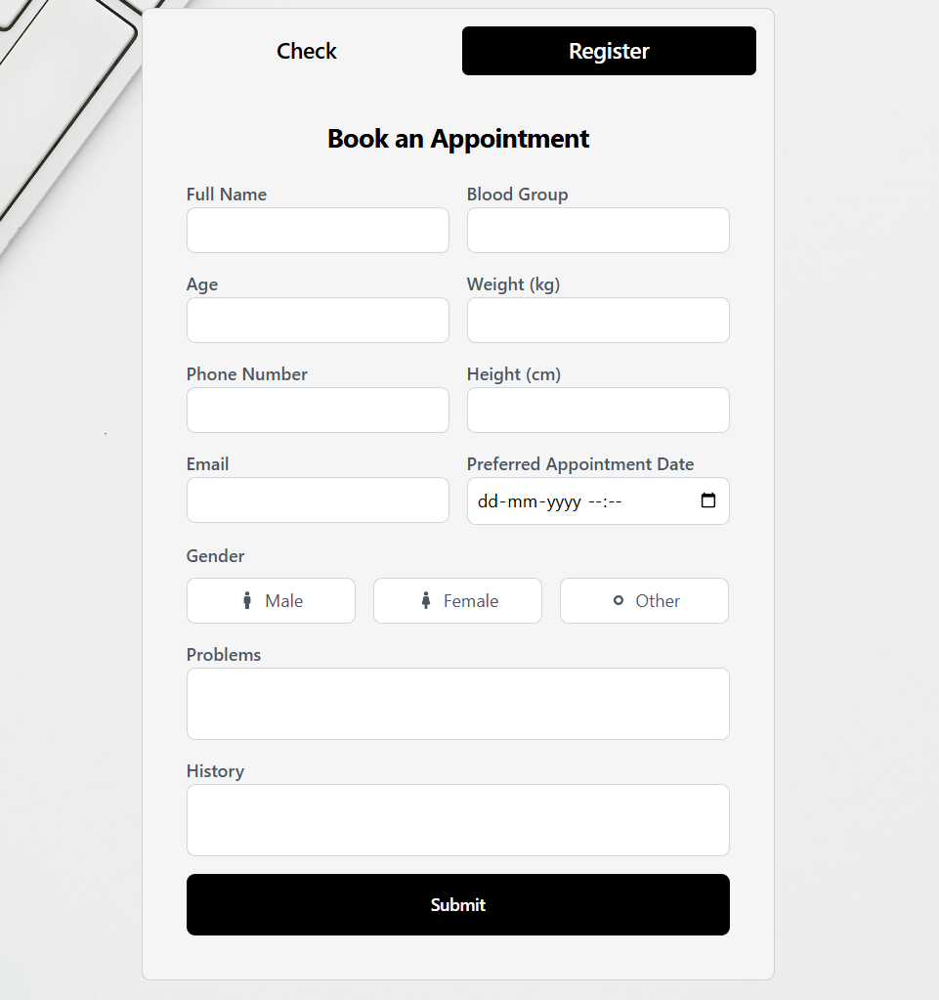 Check Register
Book an Appointment
Full Name Blood Group
Age Weight (kg)
Phone Number Height (cm)
Email Preferred Appointment Date
dd-mm-yyyy --:--
Gender
Male Female Other
Problems
History
Submit